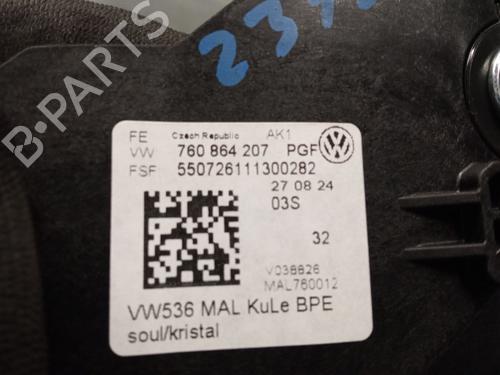 B-PARTS
FE Czech Republic AK1
VW 760 864 207 PGF
FSF 550726111300282
27 08 24
03S
32
V038826
MAL760012
VW536 MAL KuLe BPE
soul/kristal